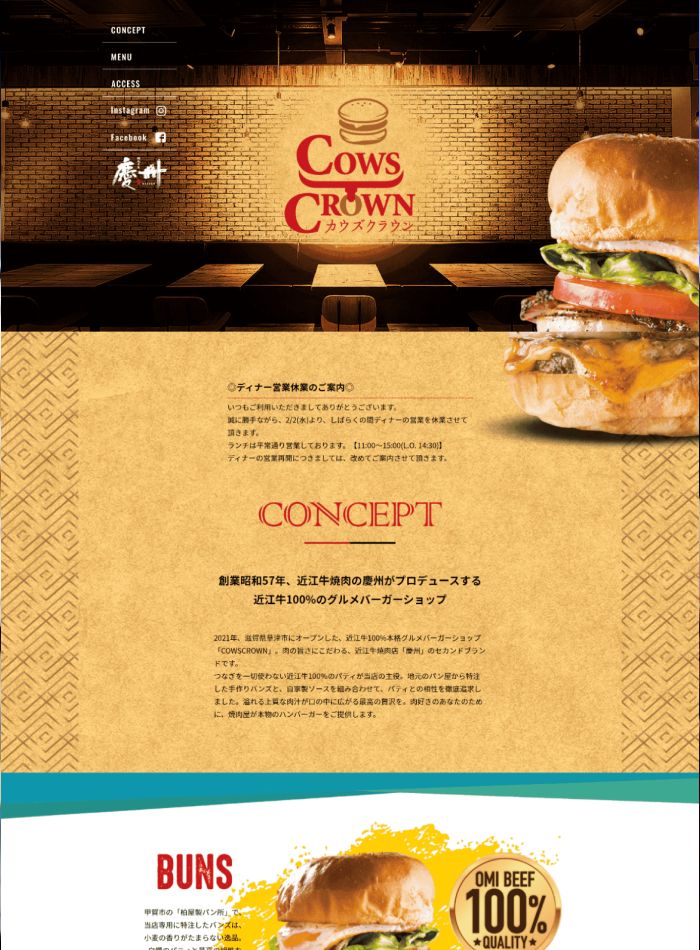 CONCEPT
MENU
ACCESS
Instagram
Facebook
慶州
COWS
CROWN
カウズクラウン
◎ディナー営業休業のご案内◎
いつもご利用いただきましてありがとうございます。
誠に勝手ながら、2/2(水)より、しばらくの間ディナーの営業を休業させて
頂きます。
ランチは平常通り営業しております。【11:00〜15:00(L.O. 14:30)】
ディナーの営業再開につきましては、改めてご案内させて頂きます。
CONCEPT
創業昭和57年、近江牛焼肉の慶州がプロデュースする
近江牛100%のグルメバーガーショップ
2021年、滋賀県草津市にオープンした、近江牛100%本格グルメバーガーショップ
「COWSCROWN」。肉の旨さにこだわる、近江牛焼肉店「慶州」のセカンドブラン
ドです。
つなぎを一切使わない近江牛100%のパティが当店の主役。地元のパン屋から特注
した手作りバンズと、自家製ソースを組み合わせて、パティとの相性を徹底追求し
ました。溢れる上質な肉汁が口の中に広がる最高の贅沢を。肉好きのあなたのため
に、焼肉屋が本物のハンバーガーをご提供します。
BUNS
甲賀市の「柏屋製パン所」で、
当店専用に特注したバンズは、
小麦の香りがたまらない逸品。
OMI BEEF
100%
★QUALITY★